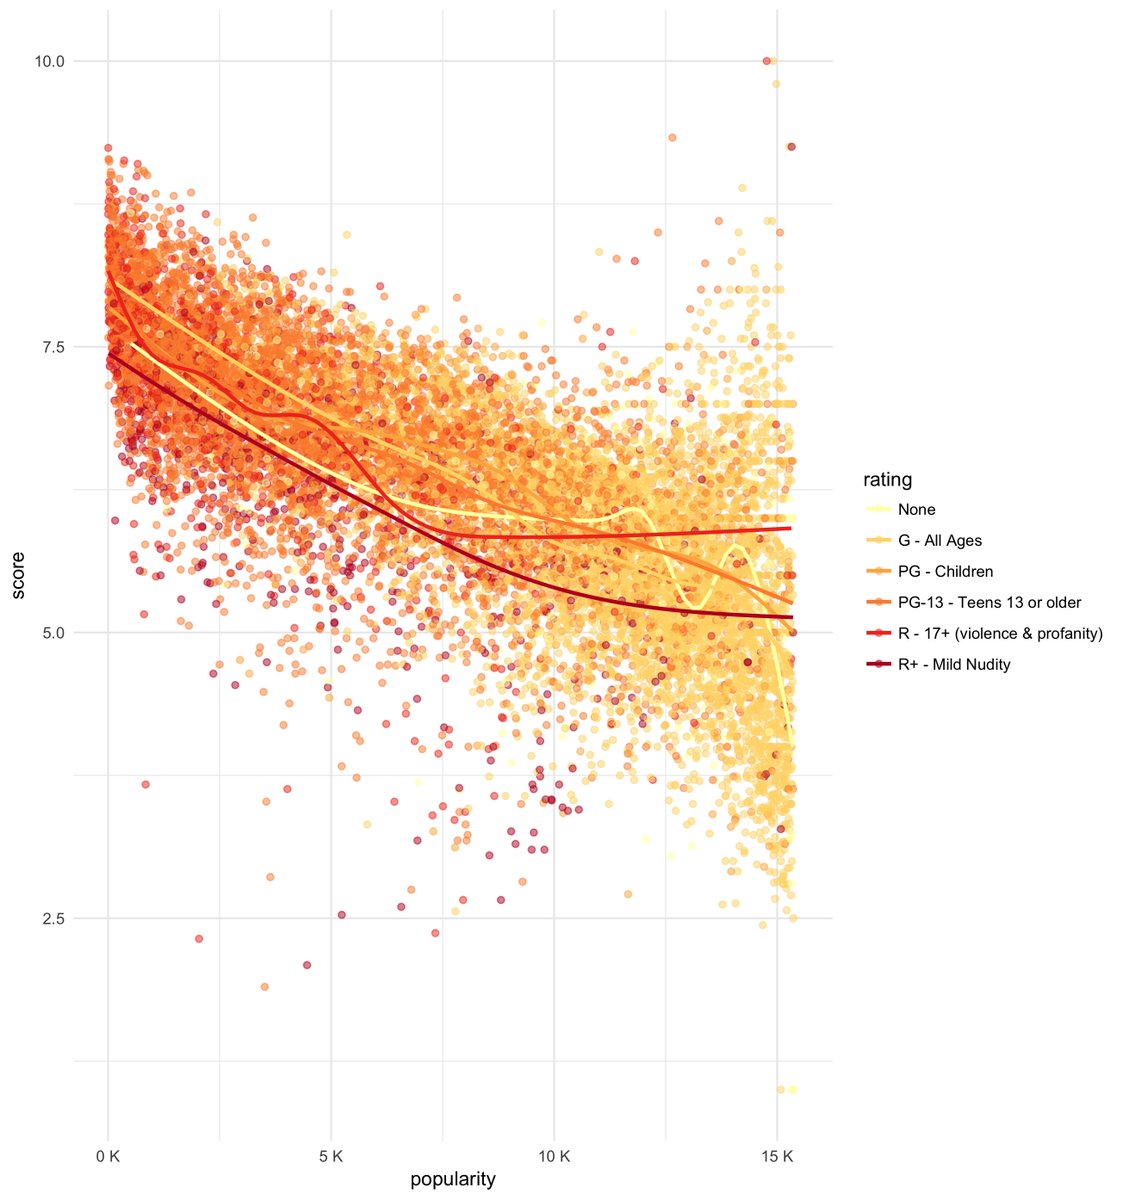 10.0
7.5
5.0
2.5
score
0 K
5 K
10 K
15 K
popularity
rating
None
G - All Ages
PG - Children
PG-13 - Teens 13 or older
R - 17+ (violence & profanity)
R+ - Mild Nudity